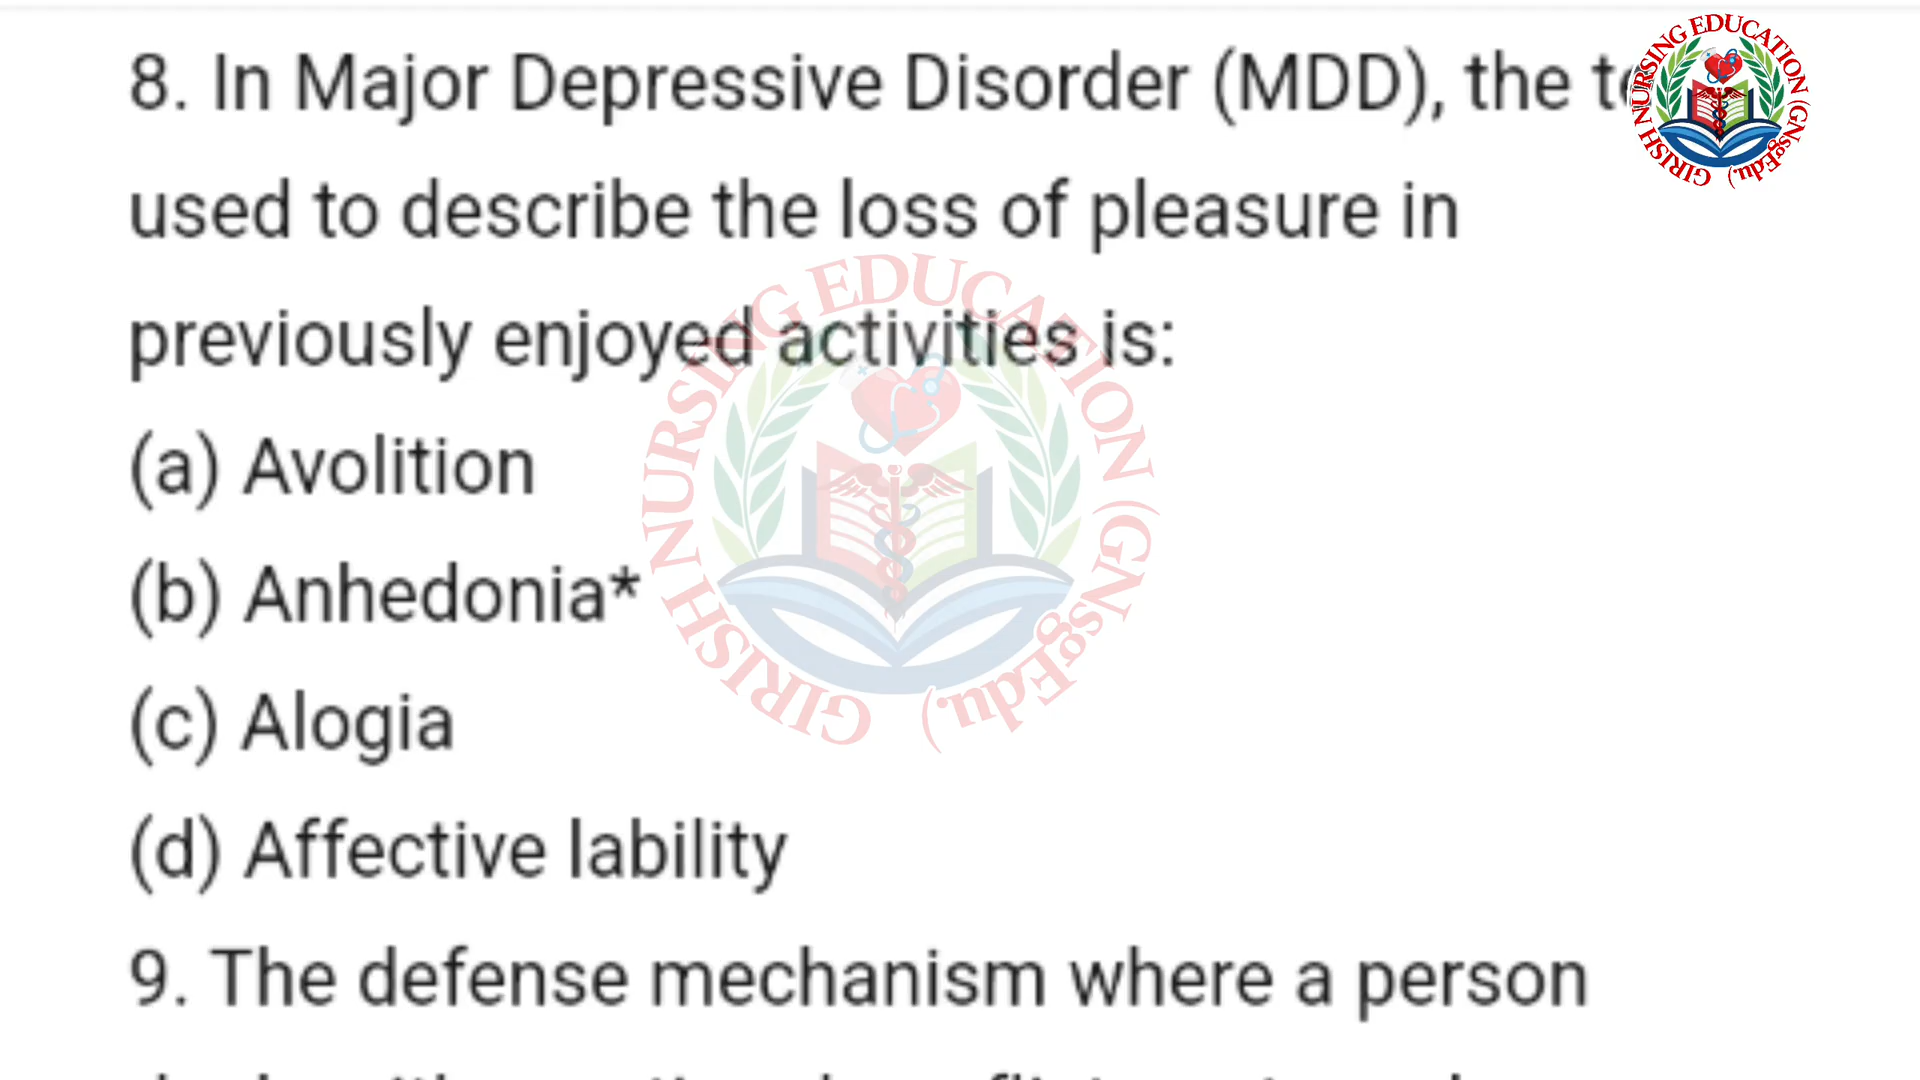 8. In Major Depressive Disorder (MDD), the
used to describe the loss of pleasure in
previously enjoyed activities is:
(a) Avolition
(b) Anhedonia*
(c) Alogia
(d) Affective lability
9. The defense mechanism where a person
GIRISH NURSING EDUCATION (GNsgEdu.)
GIRISH NURSING EDUCATION (GNsgEdu.)